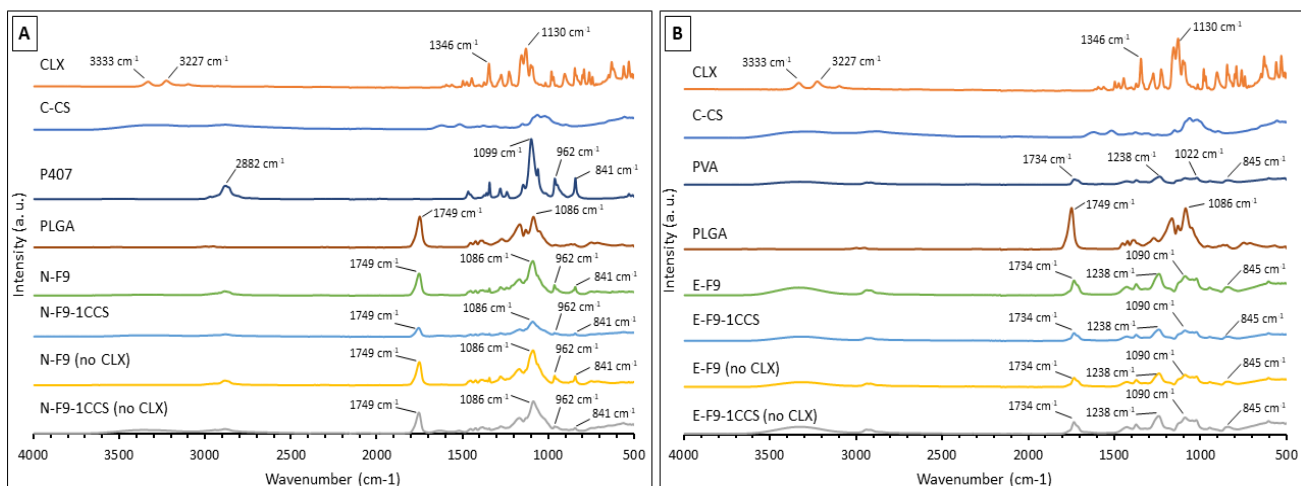 A
CLX
3333 cm-1
3227 cm-1
1346 cm-1
1130 cm-1
C-CS
P407
2882 cm-1
1099 cm-1
962 cm-1
841 cm-1
PLGA
1749 cm-1
1086 cm-1
N-F9
1749 cm-1
1086 cm-1
962 cm-1
841 cm-1
N-F9-1CCS
1749 cm-1
1086 cm-1
962 cm-1
841 cm-1
N-F9 (no CLX)
1749 cm-1
1086 cm-1
962 cm-1
841 cm-1
N-F9-1CCS (no CLX)
1749 cm-1
1086 cm-1
962 cm-1
841 cm-1
Intensity (a. u.)
4000 3500 3000 2500 2000 1500 1000 500
Wavenumber (cm-1)
B
CLX
3333 cm-1
3227 cm-1
1346 cm-1
1130 cm-1
C-CS
PVA
1734 cm-1
1238 cm-1
1022 cm-1
845 cm-1
PLGA
1749 cm-1
1086 cm-1
E-F9
1734 cm-1
1238 cm-1
1090 cm-1
845 cm-1
E-F9-1CCS
1734 cm-1
1238 cm-1
1090 cm-1
845 cm-1
E-F9 (no CLX)
1734 cm-1
1238 cm-1
1090 cm-1
845 cm-1
E-F9-1CCS (no CLX)
1734 cm-1
1238 cm-1
1090 cm-1
845 cm-1
Intensity (a. u.)
4000 3500 3000 2500 2000 1500 1000 500
Wavenumber (cm-1)